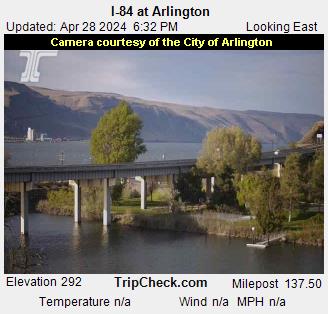 I-84 at Arlington
Updated: Apr 28 2024 6:32 PM Looking East
Camera courtesy of the City of Arlington
Elevation 292 TripCheck.com Milepost 137.50
Temperature n/a Wind n/a MPH n/a